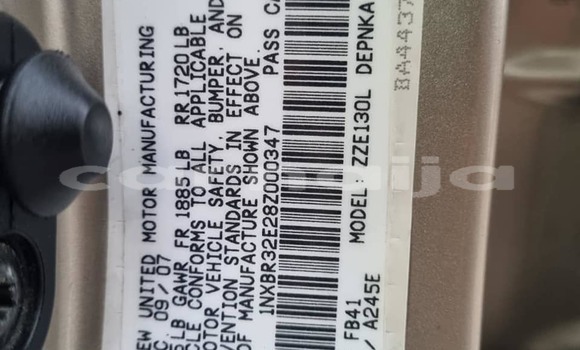 EW UNITED MOTOR MANUFACTURING
C. 09/07
LB GAWR FR 1885 LB RR 1720 LB
LE CONFORMS TO ALL APPLICABLE
OTOR VEHICLE SAFETY, BUMPER, AND
VENTION STANDARDS IN EFFECT ON
OF MANUFACTURE SHOWN ABOVE.
1NXBR32E28Z000347 PASS CA
FB41 MODEL: ZZE130L DEPNKA
/ A245E
BA4437